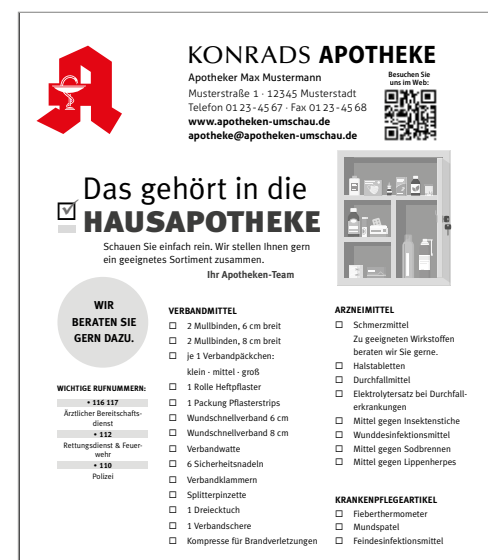 KONRADS APOTHEKE
Apotheker Max Mustermann
Musterstraße 1 · 12345 Musterstadt
Telefon 01 23 - 45 67 · Fax 01 23 - 45 68
www.apotheken-umschau.de
apotheke@apotheken-umschau.de
Besuchen Sie
uns im Web:
Das gehört in die
HAUSAPOTHEKE
Schauen Sie einfach rein. Wir stellen Ihnen gern
ein geeignetes Sortiment zusammen.
Ihr Apotheken-Team
WIR
BERATEN SIE
GERN DAZU.
WICHTIGE RUFNUMMERN:
• 116 117
Ärztlicher Bereitschafts-
dienst
• 112
Rettungsdienst & Feuer-
wehr
• 110
Polizei
VERBANDMITTEL
2 Mullbinden, 6 cm breit
2 Mullbinden, 8 cm breit
je 1 Verbandpäckchen:
klein · mittel · groß
1 Rolle Heftpflaster
1 Packung Pflasterstrips
Wundschnellverband 6 cm
Wundschnellverband 8 cm
Verbandwatte
6 Sicherheitsnadeln
Verbandklammern
Splitterpinzette
1 Dreiecktuch
1 Verbandschere
Kompresse für Brandverletzungen
ARZNEIMITTEL
Schmerzmittel
Zu geeigneten Wirkstoffen
beraten wir Sie gerne.
Halstabletten
Durchfallmittel
Elektrolytersatz bei Durchfall-
erkrankungen
Mittel gegen Insektenstiche
Wunddesinfektionsmittel
Mittel gegen Sodbrennen
Mittel gegen Lippenherpes
KRANKENPFLEGEARTIKEL
Fieberthermometer
Mundspatel
Feindesinfektionsmittel